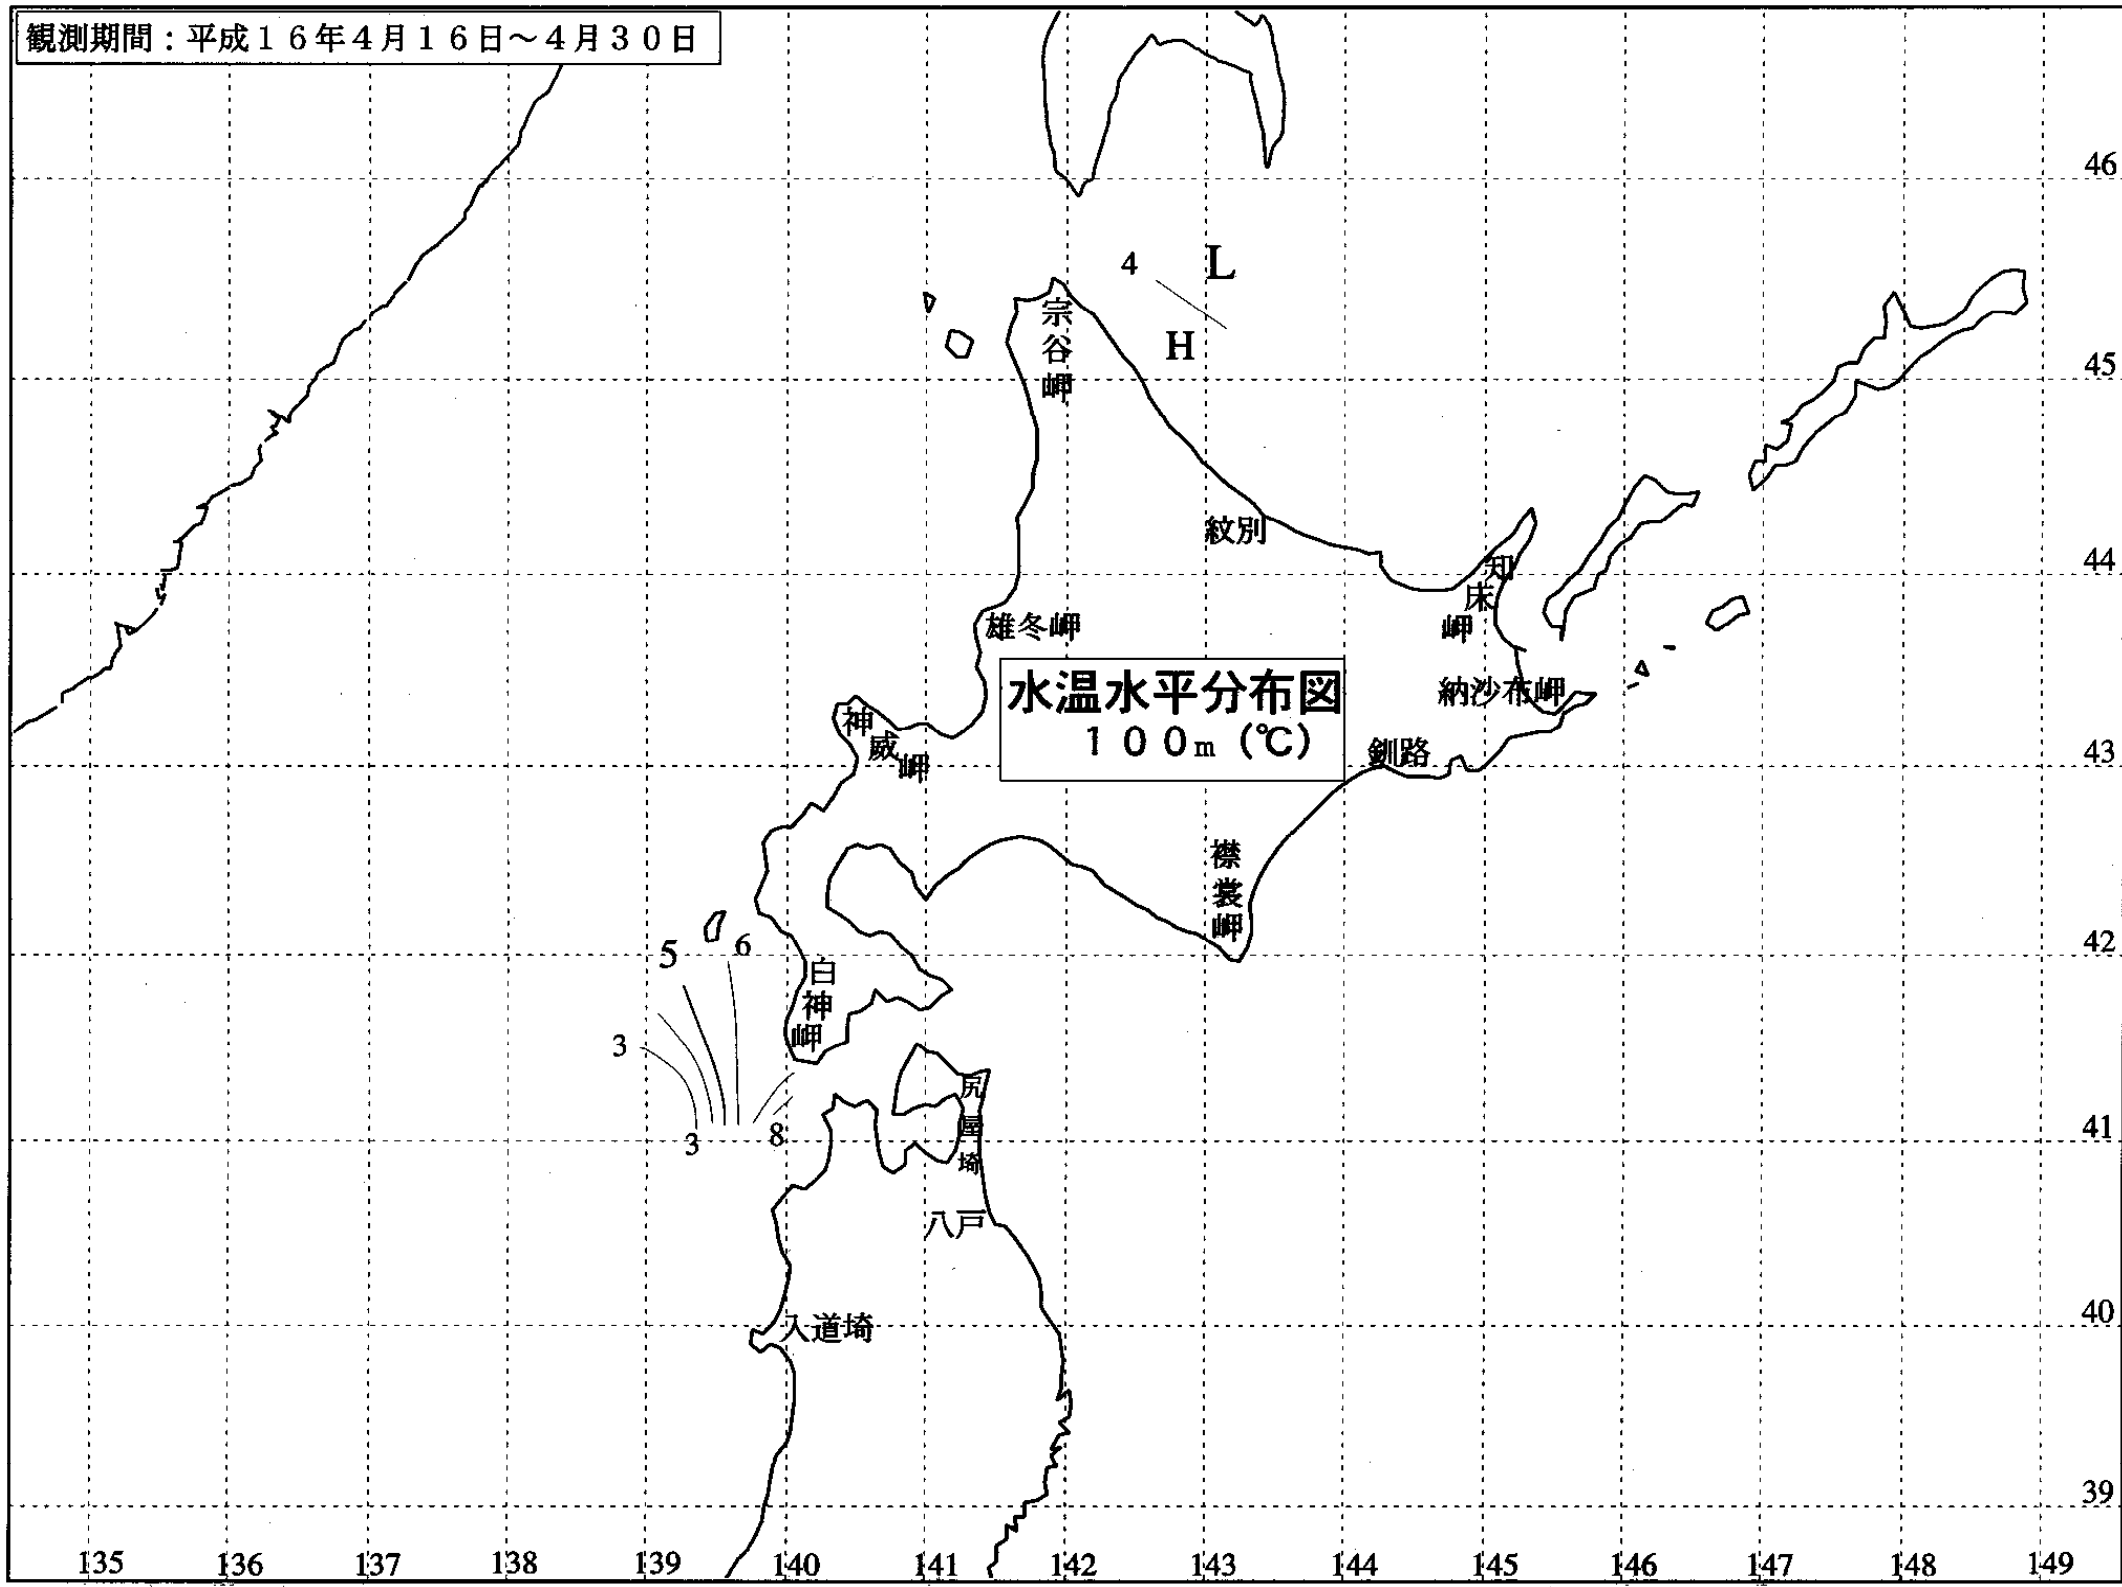 観測期間：平成１６年４月１６日～４月３０日
46
4
L
宗谷岬
H
45
紋別
44
知床岬
雄冬岬
水温水平分布図
１００ｍ（℃）
納沙布岬
神威岬
釧路
43
襟裳岬
42
5
6
白神岬
3
尻屋埼
3
8
41
八戸
入道埼
40
39
135
136
137
138
139
140
141
142
143
144
145
146
147
148
149